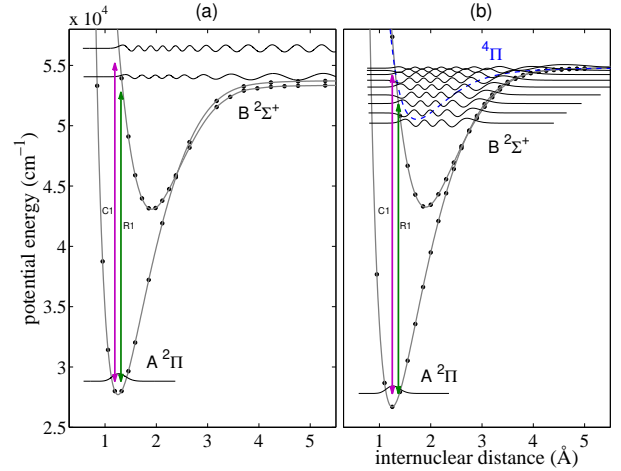 x 10⁴
(a)
(b)
5.5
5
4.5
4
3.5
3
2.5
potential energy (cm⁻¹)
⁴Π
B ²Σ⁺
B ²Σ⁺
C1
R1
C1
R1
A ²Π
A ²Π
1 2 3 4 5
1 2 3 4 5
internuclear distance (Å)